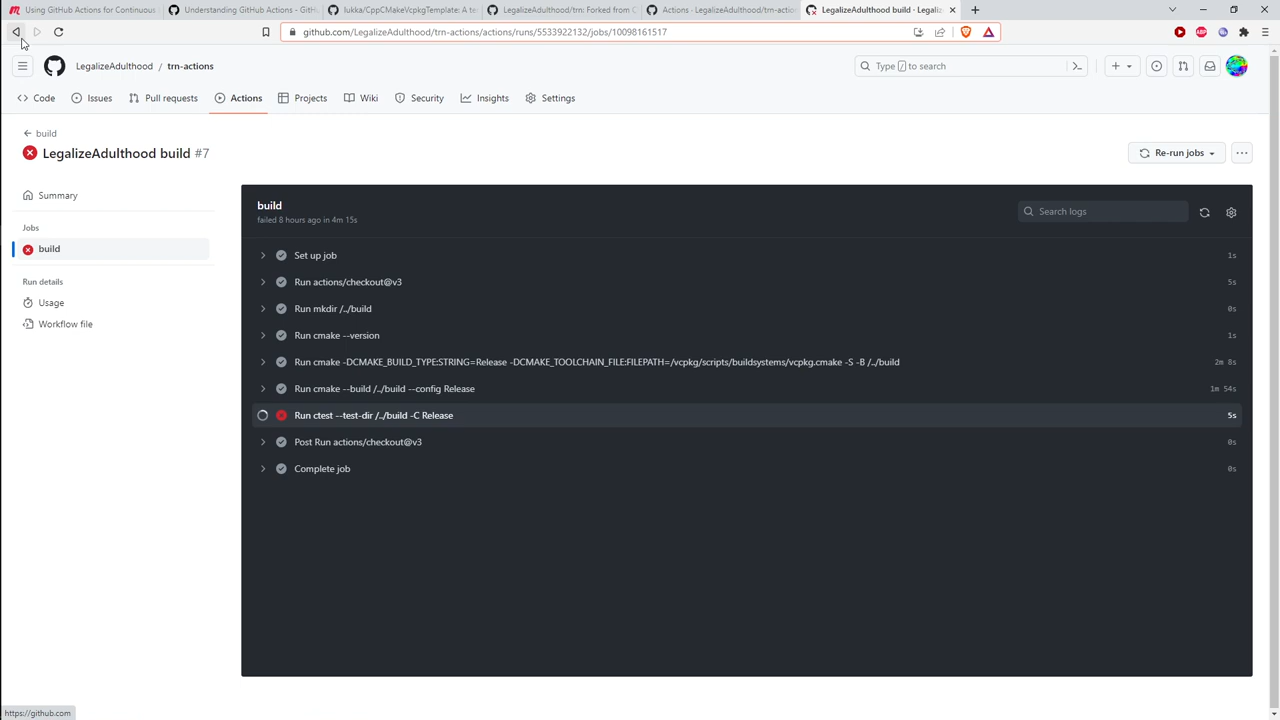 Using GitHub Actions for Continuous
Understanding GitHub Actions - GitH
lukka/CppCMakeVcpkgTemplate: A te
LegalizeAdulthood/trn: Forked from C
Actions · LegalizeAdulthood/trn-action
LegalizeAdulthood build · Legaliz
github.com/LegalizeAdulthood/trn-actions/actions/runs/5533922132/jobs/10098161517
LegalizeAdulthood / trn-actions
Type / to search
Code
Issues
Pull requests
Actions
Projects
Wiki
Security
Insights
Settings
build
LegalizeAdulthood build #7
Re-run jobs
Summary
Jobs
build
Run details
Usage
Workflow file
build
failed 8 hours ago in 4m 15s
Search logs
Set up job 1s
Run actions/checkout@v3 5s
Run mkdir /../build 0s
Run cmake --version 1s
Run cmake -DCMAKE_BUILD_TYPE:STRING=Release -DCMAKE_TOOLCHAIN_FILE:FILEPATH=/vcpkg/scripts/buildsystems/vcpkg.cmake -S -B /../build 2m 8s
Run cmake --build /../build --config Release 1m 54s
Run ctest --test-dir /../build -C Release 5s
Post Run actions/checkout@v3 0s
Complete job 0s
https://github.com